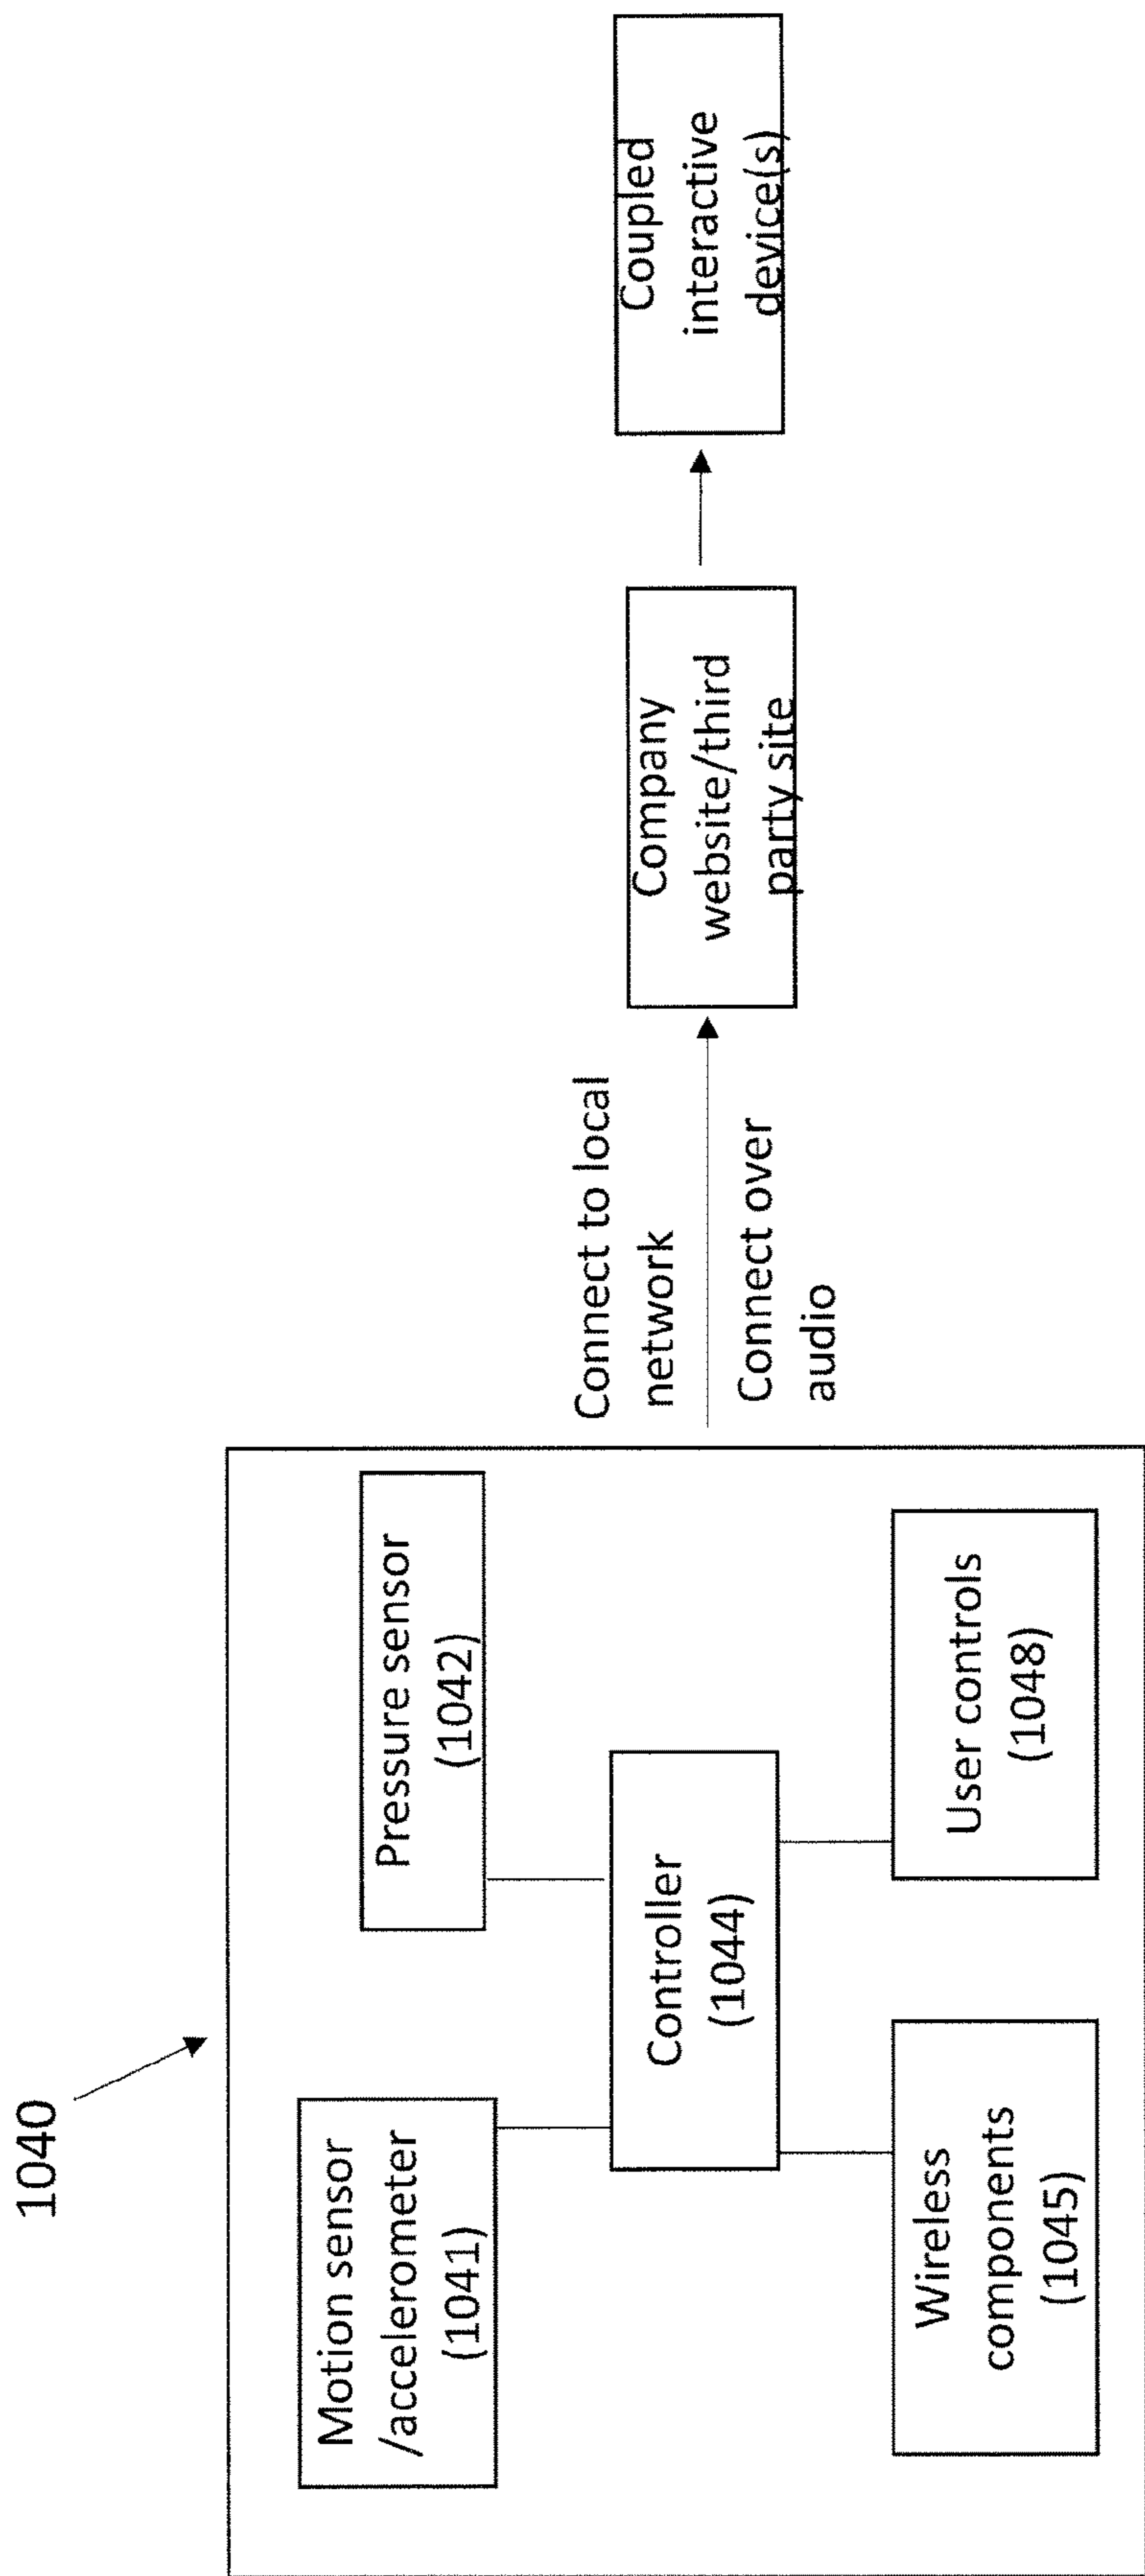 1040
Motion sensor
/accelerometer
(1041)
Pressure sensor
(1042)
Controller
(1044)
Wireless
components
(1045)
User controls
(1048)
Connect to local
network
Connect over
audio
Company
website/third
party site
Coupled
interactive
device(s)